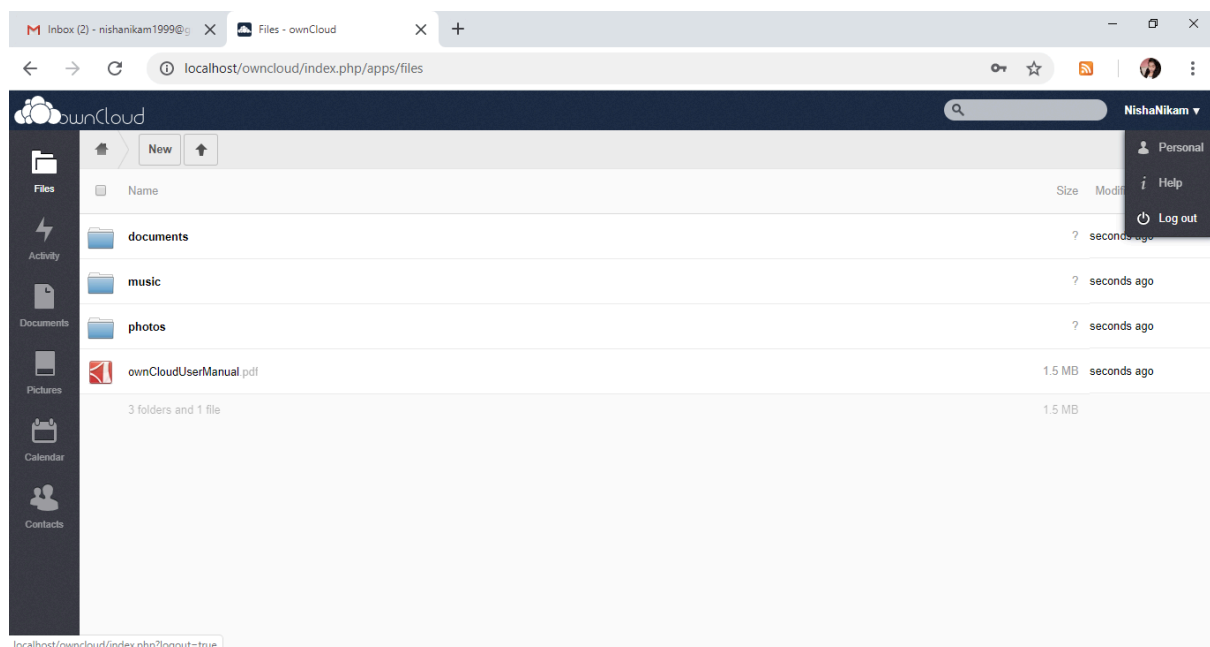 Inbox (2) - nishanikam1999@g
Files - ownCloud
localhost/owncloud/index.php/apps/files
ownCloud
NishaNikam ▾
New
Personal
Files
Name
Size
Modifi
Help
Log out
documents
?
seconds ago
Activity
music
?
seconds ago
Documents
photos
?
seconds ago
Pictures
ownCloudUserManual.pdf
1.5 MB
seconds ago
3 folders and 1 file
1.5 MB
Calendar
Contacts
localhost/owncloud/index.php?logout=true